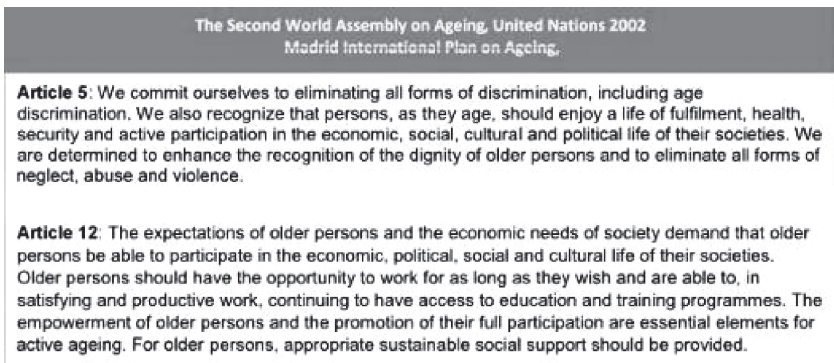 The Second World Assembly on Ageing, United Nations 2002
Madrid International Plan on Ageing,
Article 5: We commit ourselves to eliminating all forms of discrimination, including age
discrimination. We also recognize that persons, as they age, should enjoy a life of fulfilment, health,
security and active participation in the economic, social, cultural and political life of their societies. We
are determined to enhance the recognition of the dignity of older persons and to eliminate all forms of
neglect, abuse and violence.
Article 12: The expectations of older persons and the economic needs of society demand that older
persons be able to participate in the economic, political, social and cultural life of their societies.
Older persons should have the opportunity to work for as long as they wish and are able to, in
satisfying and productive work, continuing to have access to education and training programmes. The
empowerment of older persons and the promotion of their full participation are essential elements for
active ageing. For older persons, appropriate sustainable social support should be provided.